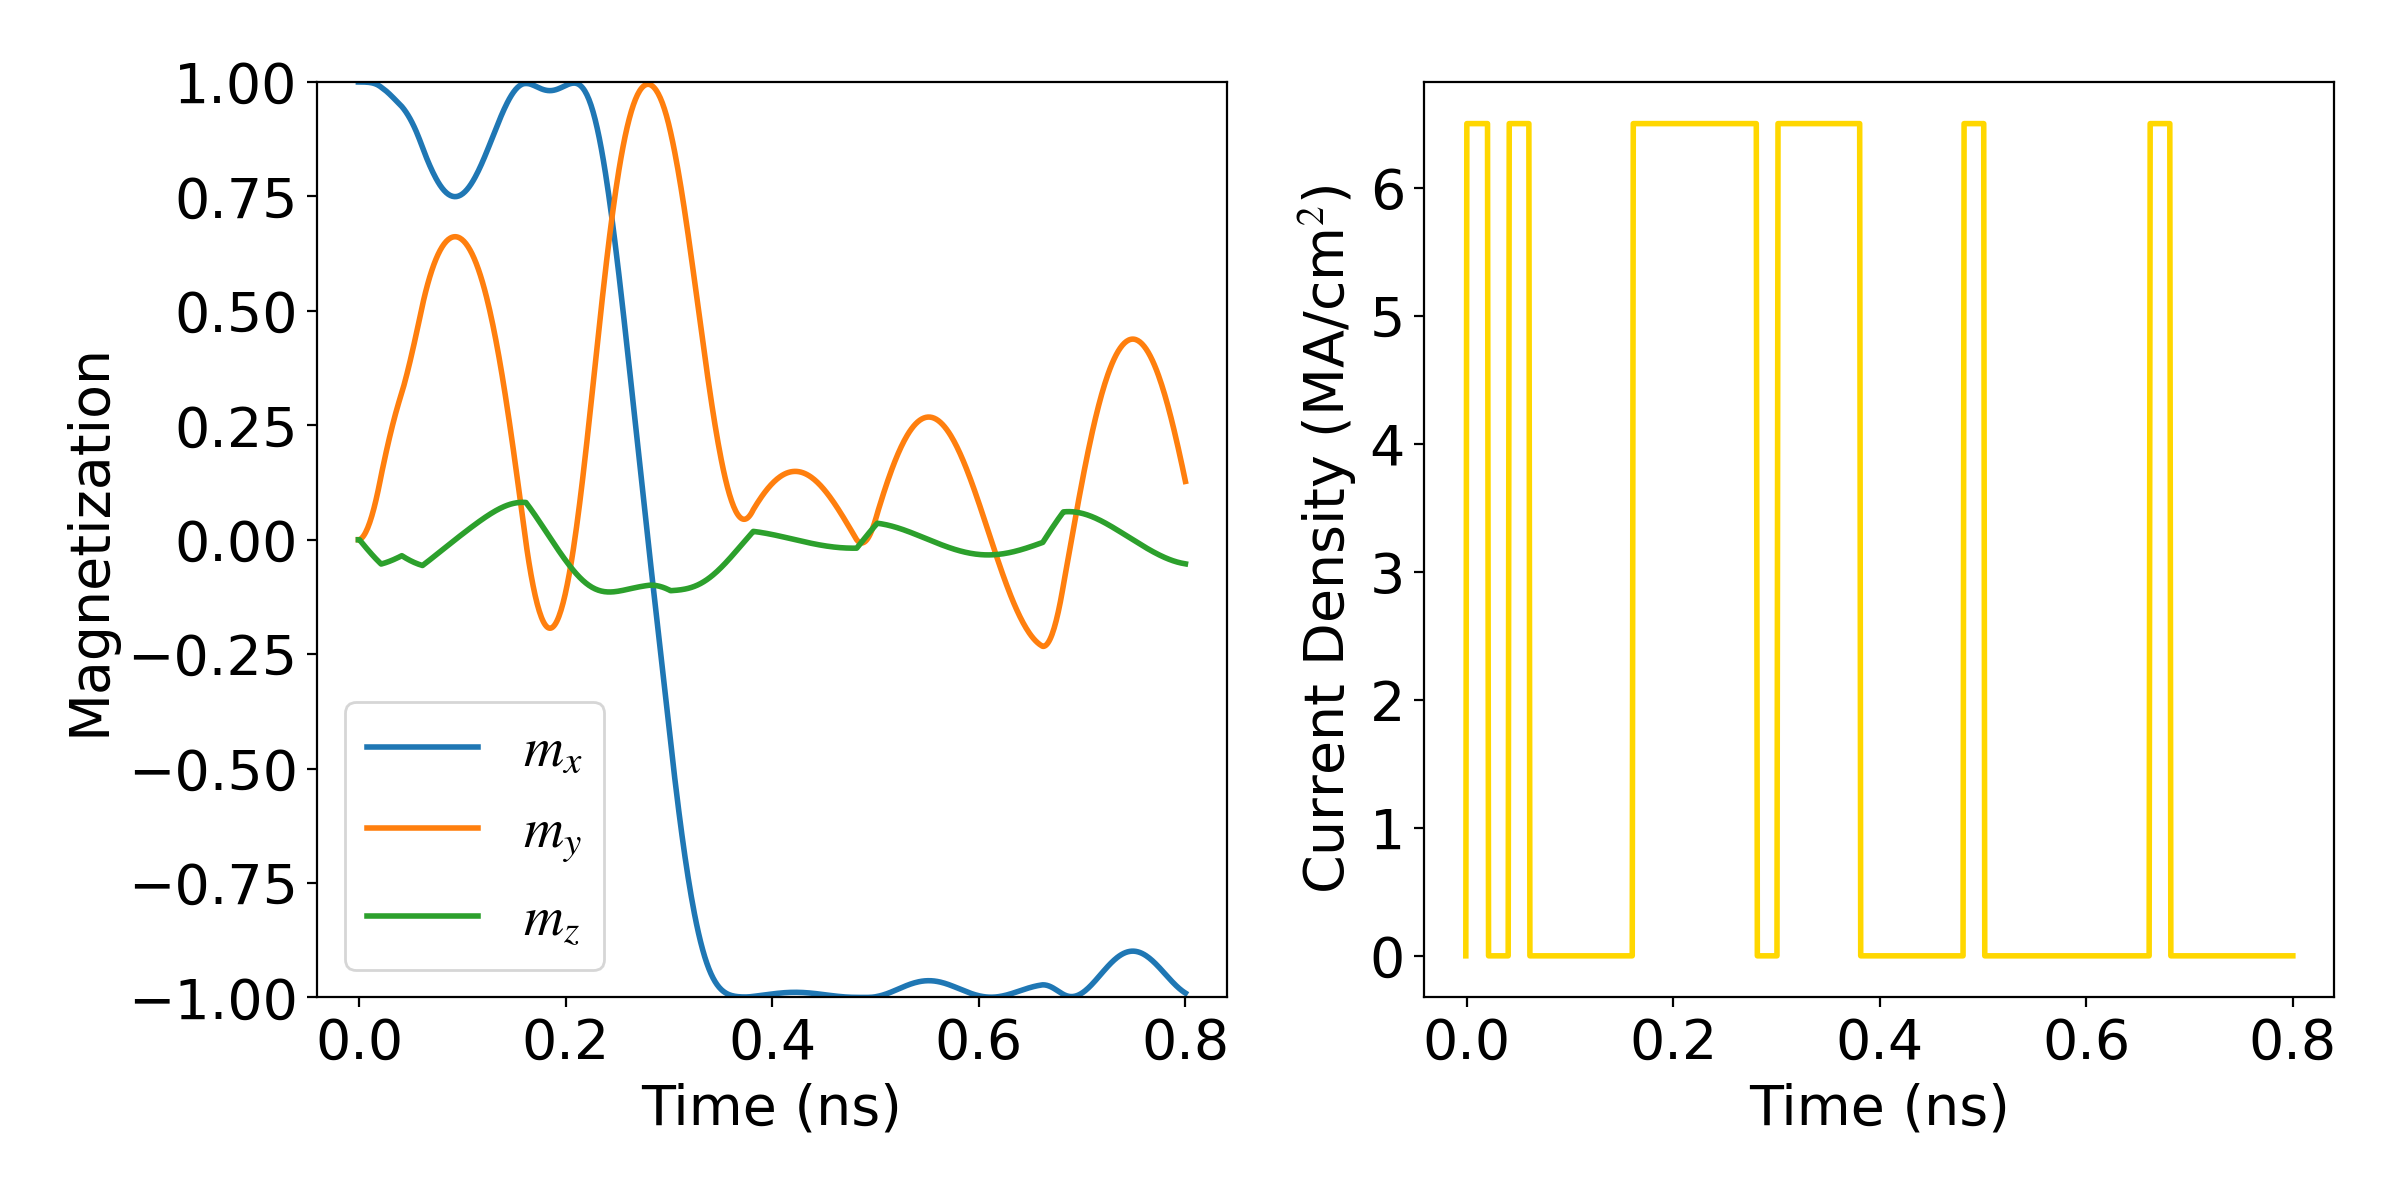 1.00
0.75
0.50
0.25
0.00
−0.25
−0.50
−0.75
−1.00
Magnetization
m_x
m_y
m_z
0.0 0.2 0.4 0.6 0.8
Time (ns)
6
5
4
3
2
1
0
Current Density (MA/cm²)
0.0 0.2 0.4 0.6 0.8
Time (ns)